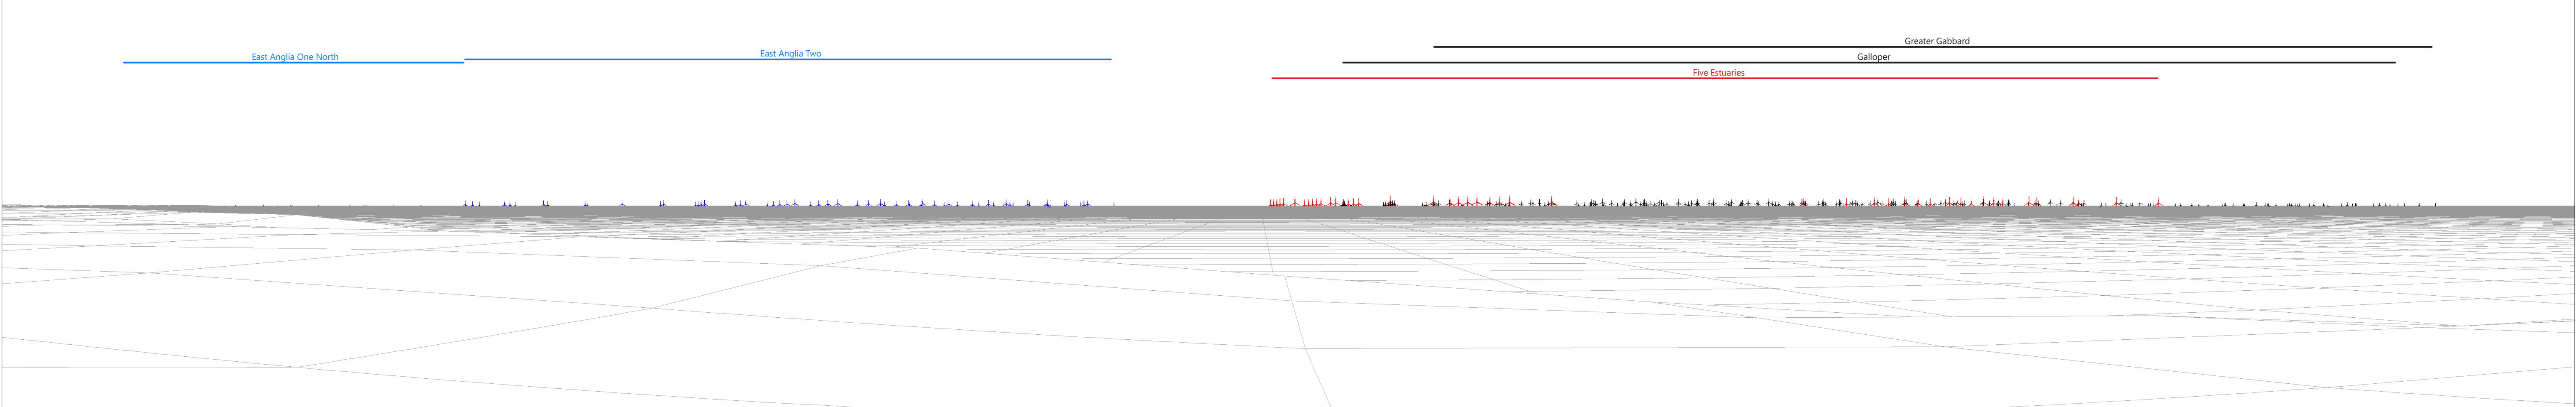 East Anglia One North
East Anglia Two
Greater Gabbard
Galloper
Five Estuaries